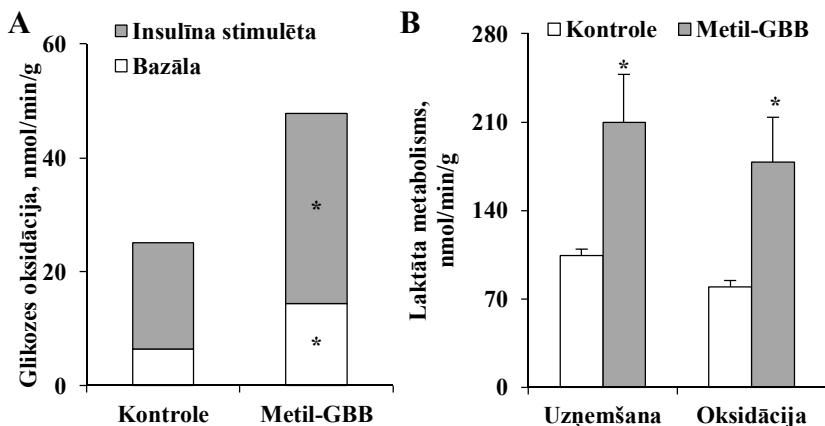 A
Glikozes oksidācija, nmol/min/g
60
40
20
0
Insulīna stimulēta
Bazāla
*
*
Kontrole
Metil-GBB
B
Laktāta metabolisms,
nmol/min/g
280
210
140
70
0
Kontrole
Metil-GBB
*
*
Uzņemšana
Oksidācija